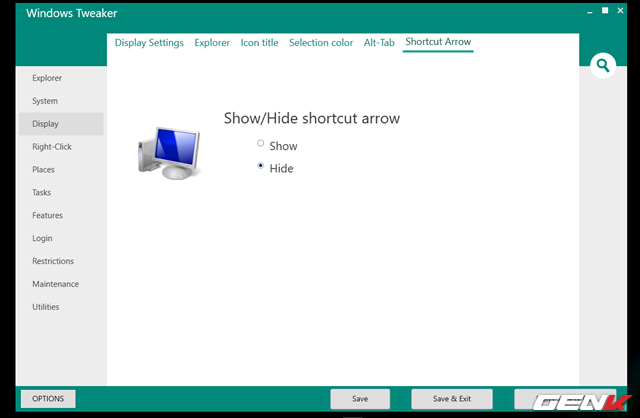 Windows Tweaker
Display Settings Explorer Icon title Selection color Alt-Tab Shortcut Arrow
Explorer
System
Display
Right-Click
Places
Tasks
Features
Login
Restrictions
Maintenance
Utilities
Show/Hide shortcut arrow
Show
Hide
OPTIONS Save Save & Exit
GENK